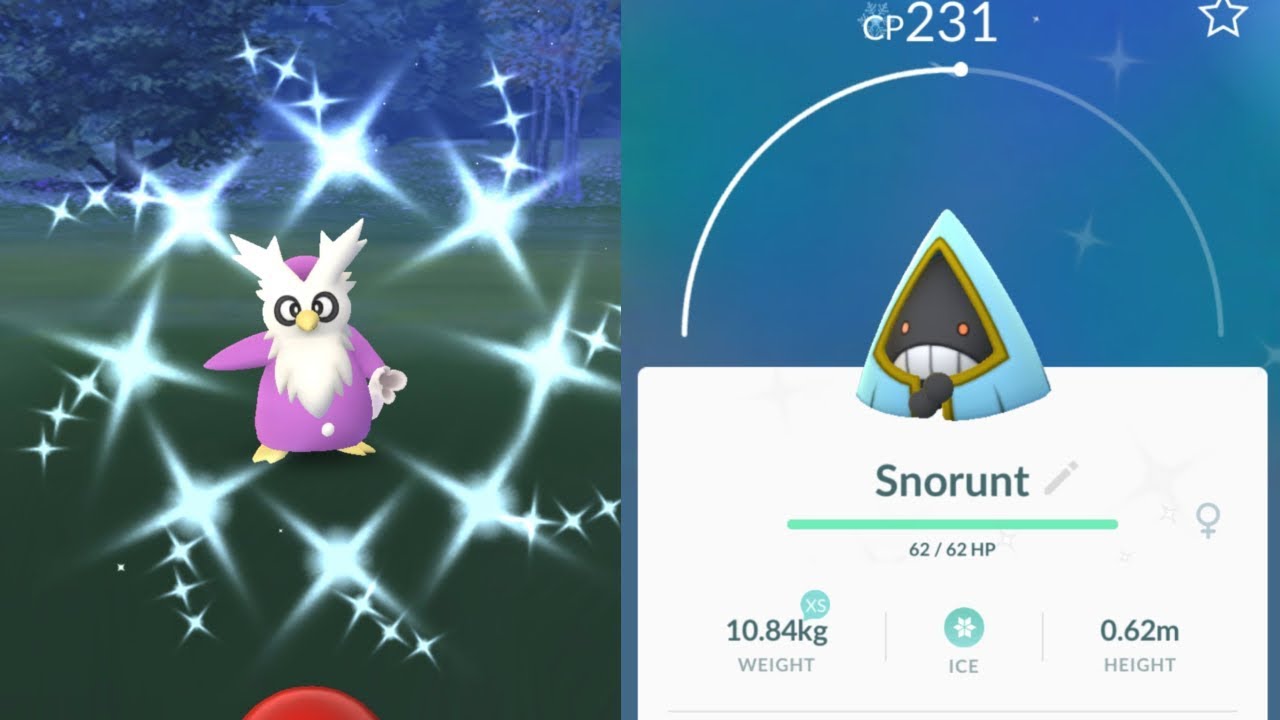 CP231
Snorunt
62 / 62 HP
XS
10.84kg
WEIGHT
ICE
0.62m
HEIGHT